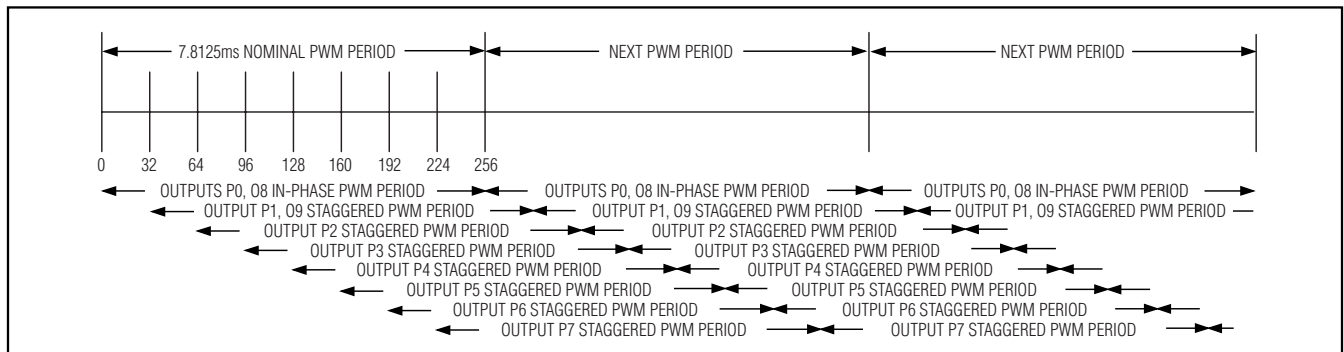 7.8125ms NOMINAL PWM PERIOD NEXT PWM PERIOD NEXT PWM PERIOD
0 32 64 96 128 160 192 224 256
OUTPUTS P0, O8 IN-PHASE PWM PERIOD OUTPUTS P0, O8 IN-PHASE PWM PERIOD OUTPUTS P0, O8 IN-PHASE PWM PERIOD
OUTPUT P1, O9 STAGGERED PWM PERIOD OUTPUT P1, O9 STAGGERED PWM PERIOD OUTPUT P1, O9 STAGGERED PWM PERIOD
OUTPUT P2 STAGGERED PWM PERIOD OUTPUT P2 STAGGERED PWM PERIOD
OUTPUT P3 STAGGERED PWM PERIOD OUTPUT P3 STAGGERED PWM PERIOD
OUTPUT P4 STAGGERED PWM PERIOD OUTPUT P4 STAGGERED PWM PERIOD
OUTPUT P5 STAGGERED PWM PERIOD OUTPUT P5 STAGGERED PWM PERIOD
OUTPUT P6 STAGGERED PWM PERIOD OUTPUT P6 STAGGERED PWM PERIOD
OUTPUT P7 STAGGERED PWM PERIOD OUTPUT P7 STAGGERED PWM PERIOD